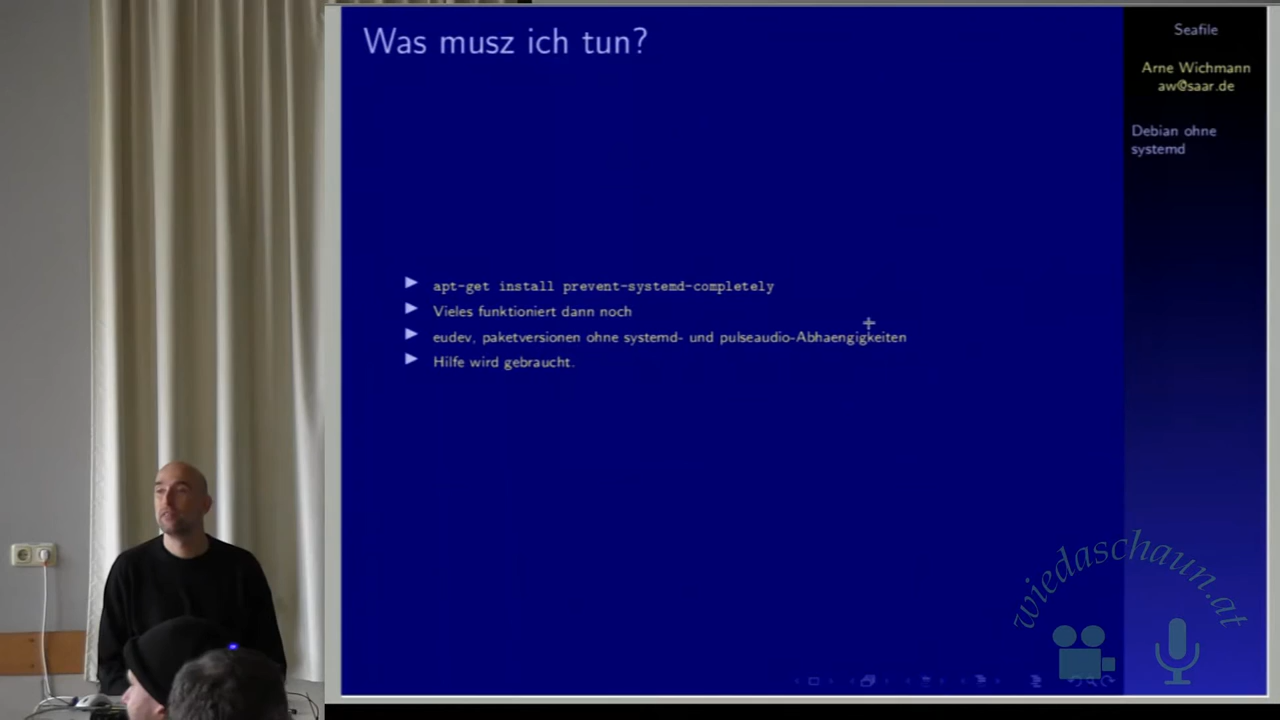 Was musz ich tun?
apt-get install prevent-systemd-completely
Vieles funktioniert dann noch
eudev, paketversionen ohne systemd- und pulseaudio-Abhaengigkeiten
Hilfe wird gebraucht.
Seafile
Arne Wichmann
aw@saar.de
Debian ohne
systemd
wiedaschaun.at